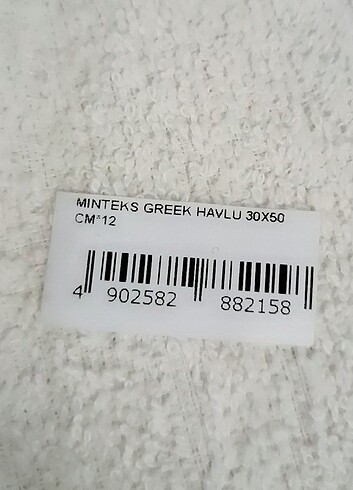 MINTEKS GREEK HAVLU 30X50
CM*12
4 902582 882158